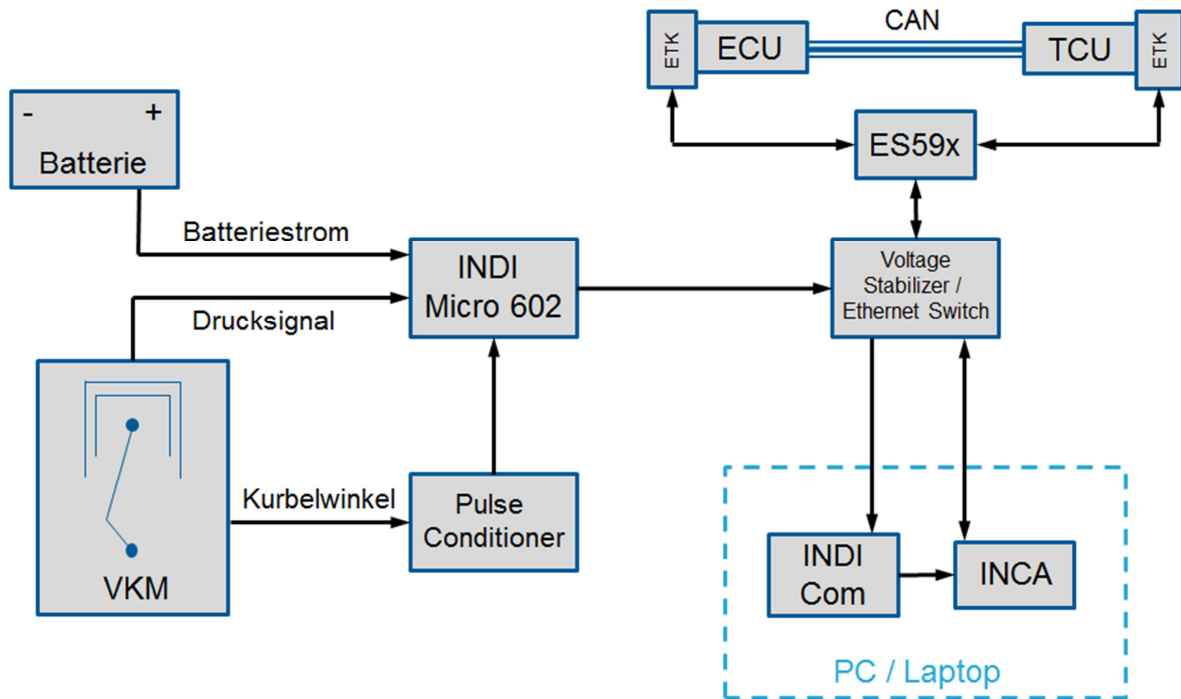 CAN
ETK
ECU
TCU
ETK
- +
Batterie
ES59x
Batteriestrom
INDI
Micro 602
Voltage
Stabilizer /
Ethernet Switch
Drucksignal
Kurbelwinkel
Pulse
Conditioner
VKM
INDI
Com
INCA
PC / Laptop